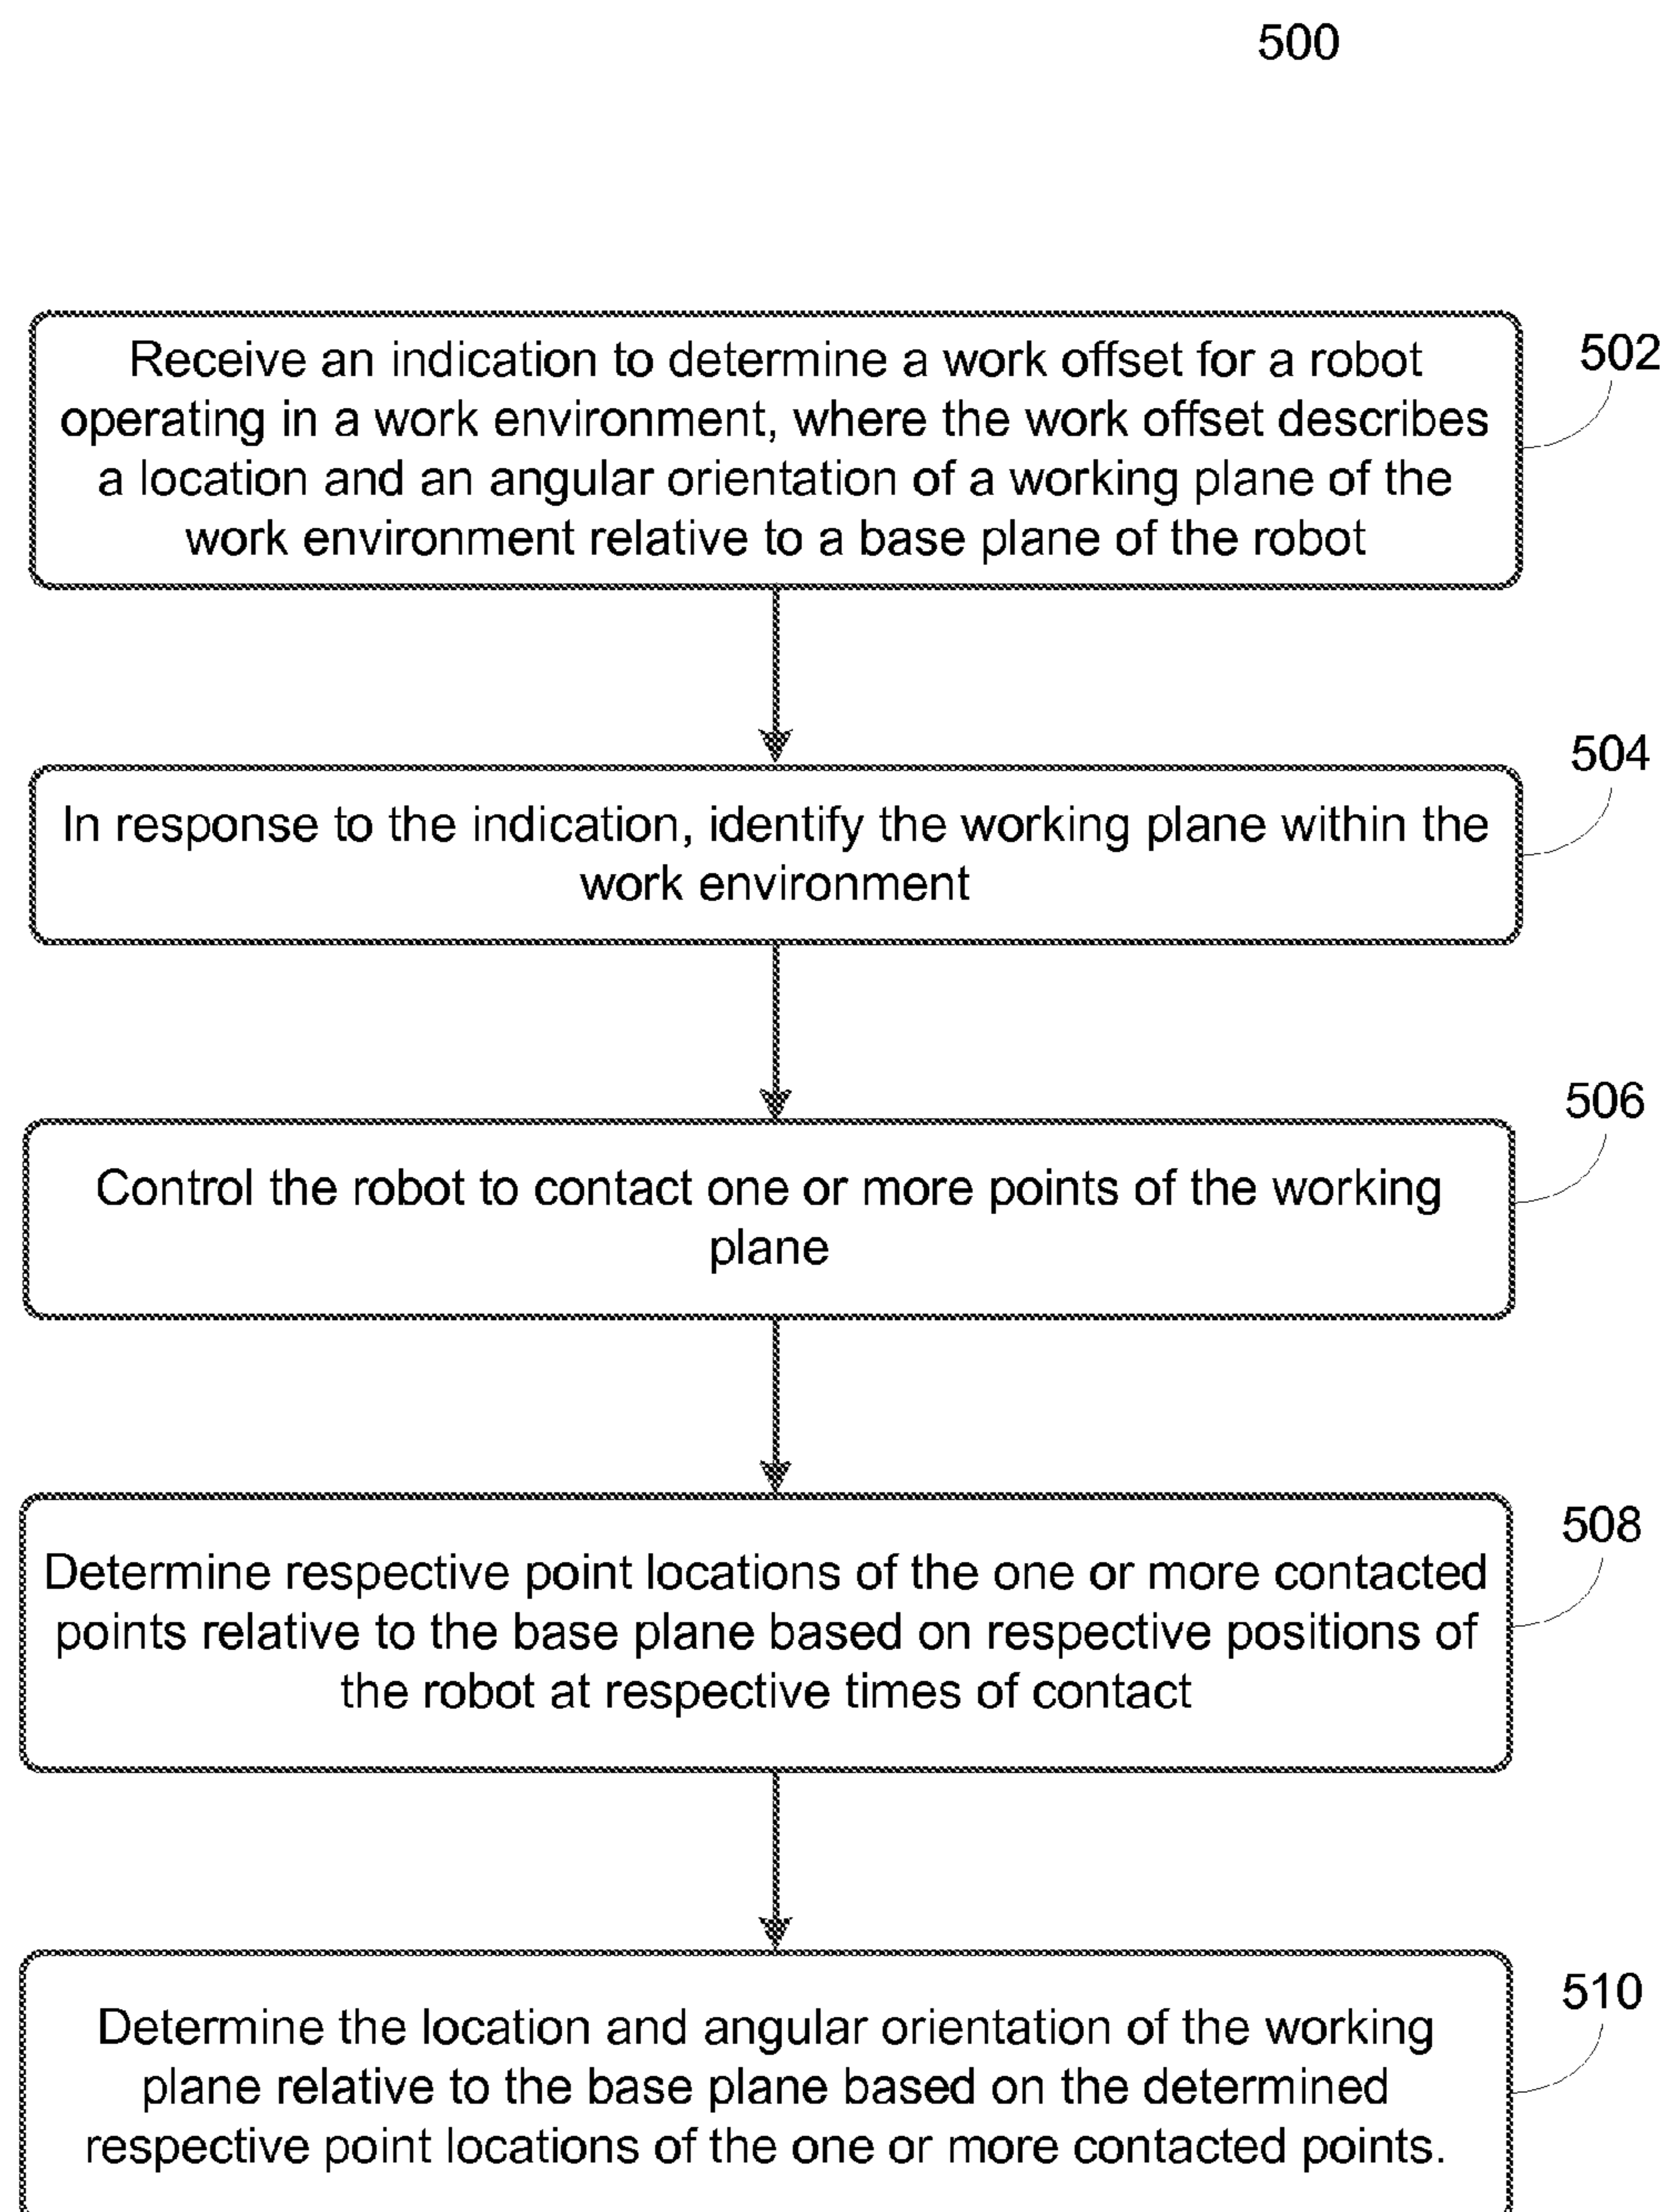 500
Receive an indication to determine a work offset for a robot
operating in a work environment, where the work offset describes
a location and an angular orientation of a working plane of the
work environment relative to a base plane of the robot
502
In response to the indication, identify the working plane within the
work environment
504
Control the robot to contact one or more points of the working
plane
506
Determine respective point locations of the one or more contacted
points relative to the base plane based on respective positions of
the robot at respective times of contact
508
Determine the location and angular orientation of the working
plane relative to the base plane based on the determined
respective point locations of the one or more contacted points.
510